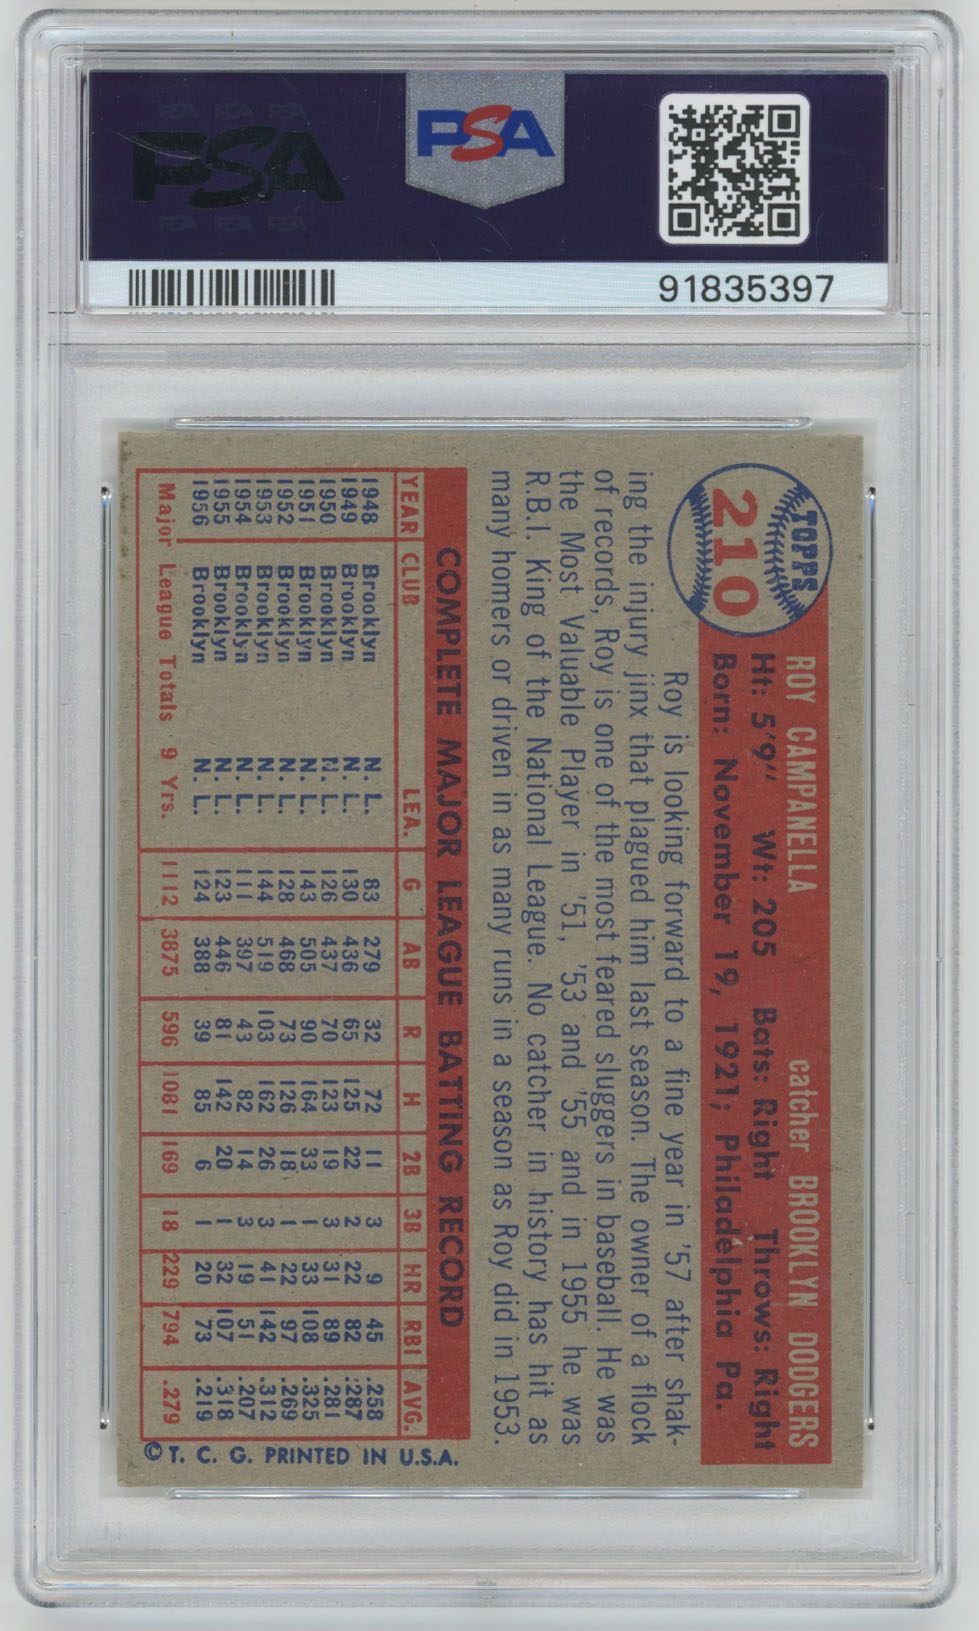 PSA
PSA
91835397
TOPPS
210
ROY CAMPANELLA catcher BROOKLYN DODGERS
Ht: 5'9" Wt: 205 Bats: Right Throws: Right
Born: November 19, 1921; Philadelphia Pa.
Roy is looking forward to a fine year in '57 after shak-
ing the injury jinx that plagued him last season. The owner of a flock
of records, Roy is one of the most feared sluggers in baseball. He was
the Most Valuable Player in '51, '53 and '55 and in 1955 he was
R.B.I. King of the National League. No catcher in history has hit as
many homers or driven in as many runs in a season as Roy did in 1953.
COMPLETE MAJOR LEAGUE BATTING RECORD
YEAR CLUB LEA. G AB R H 2B 3B HR RBI AVG.
1948 Brooklyn N. L. 83 279 32 72 11 3 9 45 .258
1949 Brooklyn N. L. 130 436 65 125 22 2 22 82 .287
1950 Brooklyn N. L. 126 437 70 123 19 3 31 89 .281
1951 Brooklyn N. L. 143 505 90 164 33 1 33 108 .325
1952 Brooklyn N. L. 128 468 73 126 18 1 22 97 .269
1953 Brooklyn N. L. 144 519 103 162 26 3 41 142 .312
1954 Brooklyn N. L. 111 397 43 82 14 3 19 51 .207
1955 Brooklyn N. L. 123 446 81 142 20 1 32 107 .318
1956 Brooklyn N. L. 124 388 39 85 6 1 20 73 .219
Major League Totals 9 Yrs. 1112 3875 596 1081 169 18 229 794 .279
© T. C. G. PRINTED IN U.S.A.